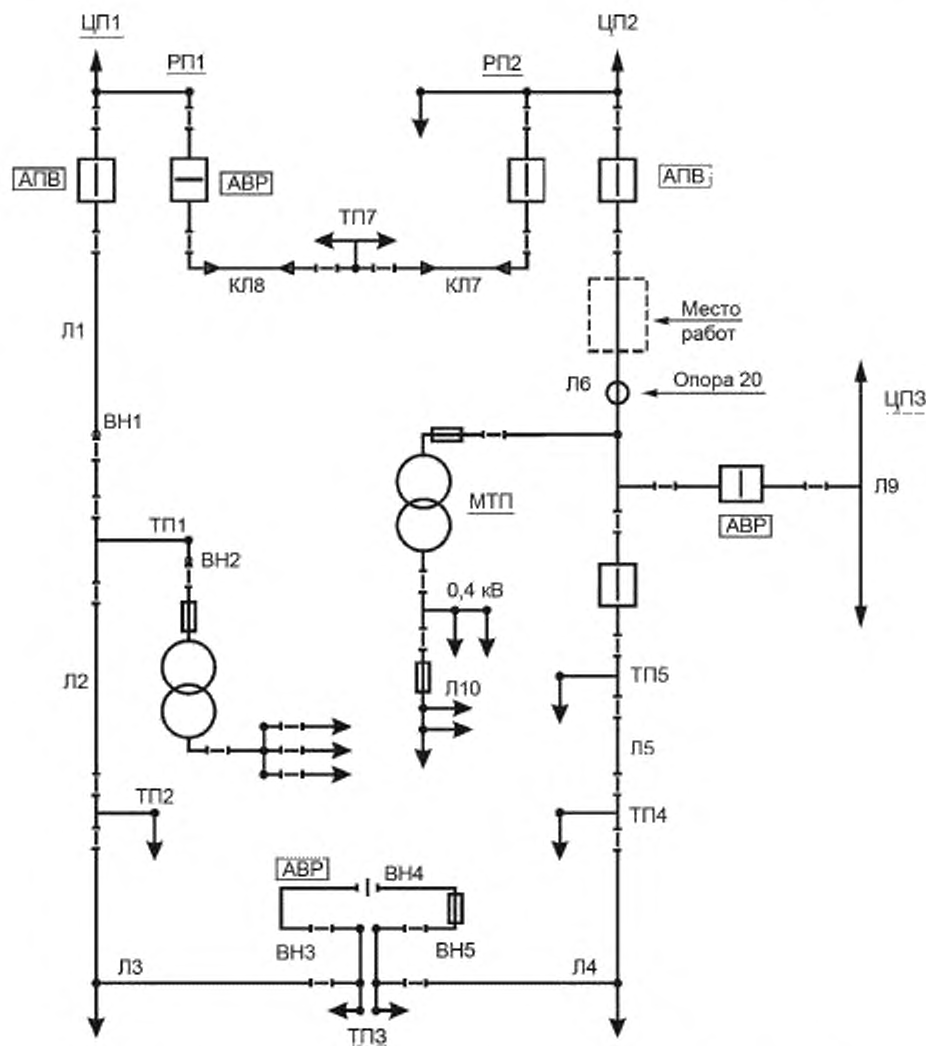 ЦП1
ЦП2
РП1
РП2
АПВ
АВР
АПВ
ТП7
КЛ8
КЛ7
Место
работ
Л1
Л6
Опора 20
ЦП3
ВН1
МТП
Л9
ТП1
АВР
ВН2
0,4 кВ
ТП5
Л2
Л10
Л5
ТП2
ТП4
АВР
ВН4
ВН3
ВН5
Л3
Л4
ТП3